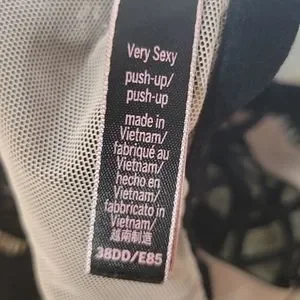 Very Sexy
push-up/
push-up
made in
Vietnam/
fabriqué au
Vietnam/
hecho en
Vietnam/
fabbricato in
Vietnam/
越南制造
38DD/E85